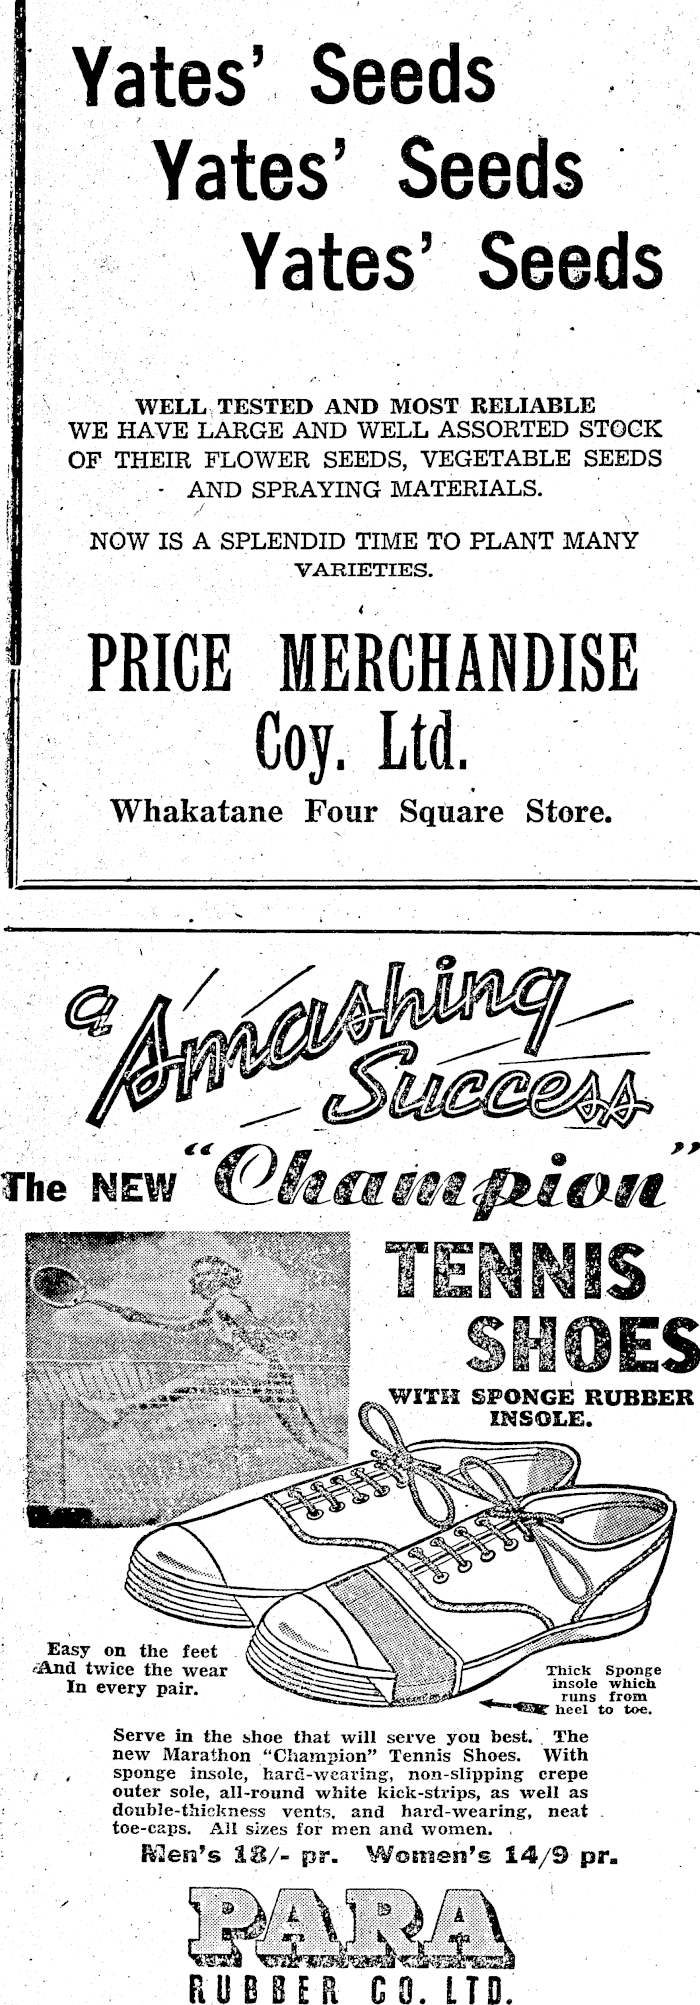 Yates' Seeds
Yates' Seeds
Yates' Seeds
WELL TESTED AND MOST RELIABLE
WE HAVE LARGE AND WELL ASSORTED STOCK
OF THEIR FLOWER SEEDS, VEGETABLE SEEDS
AND SPRAYING MATERIALS.
NOW IS A SPLENDID TIME TO PLANT MANY
VARIETIES.
PRICE MERCHANDISE
Coy. Ltd.
Whakatane Four Square Store.
a Smashing
Success
The NEW "Champion"
TENNIS
SHOES
WITH SPONGE RUBBER
INSOLE.
Easy on the feet
And twice the wear
In every pair.
Thick Sponge
insole which
runs from
heel to toe.
Serve in the shoe that will serve you best. The
new Marathon "Champion" Tennis Shoes. With
sponge insole, hard-wearing, non-slipping crepe
outer sole, all-round white kick-strips, as well as
double-thickness vents, and hard-wearing, neat
toe-caps. All sizes for men and women.
Men's 18/- pr. Women's 14/9 pr.
PARA
RUBBER CO. LTD.